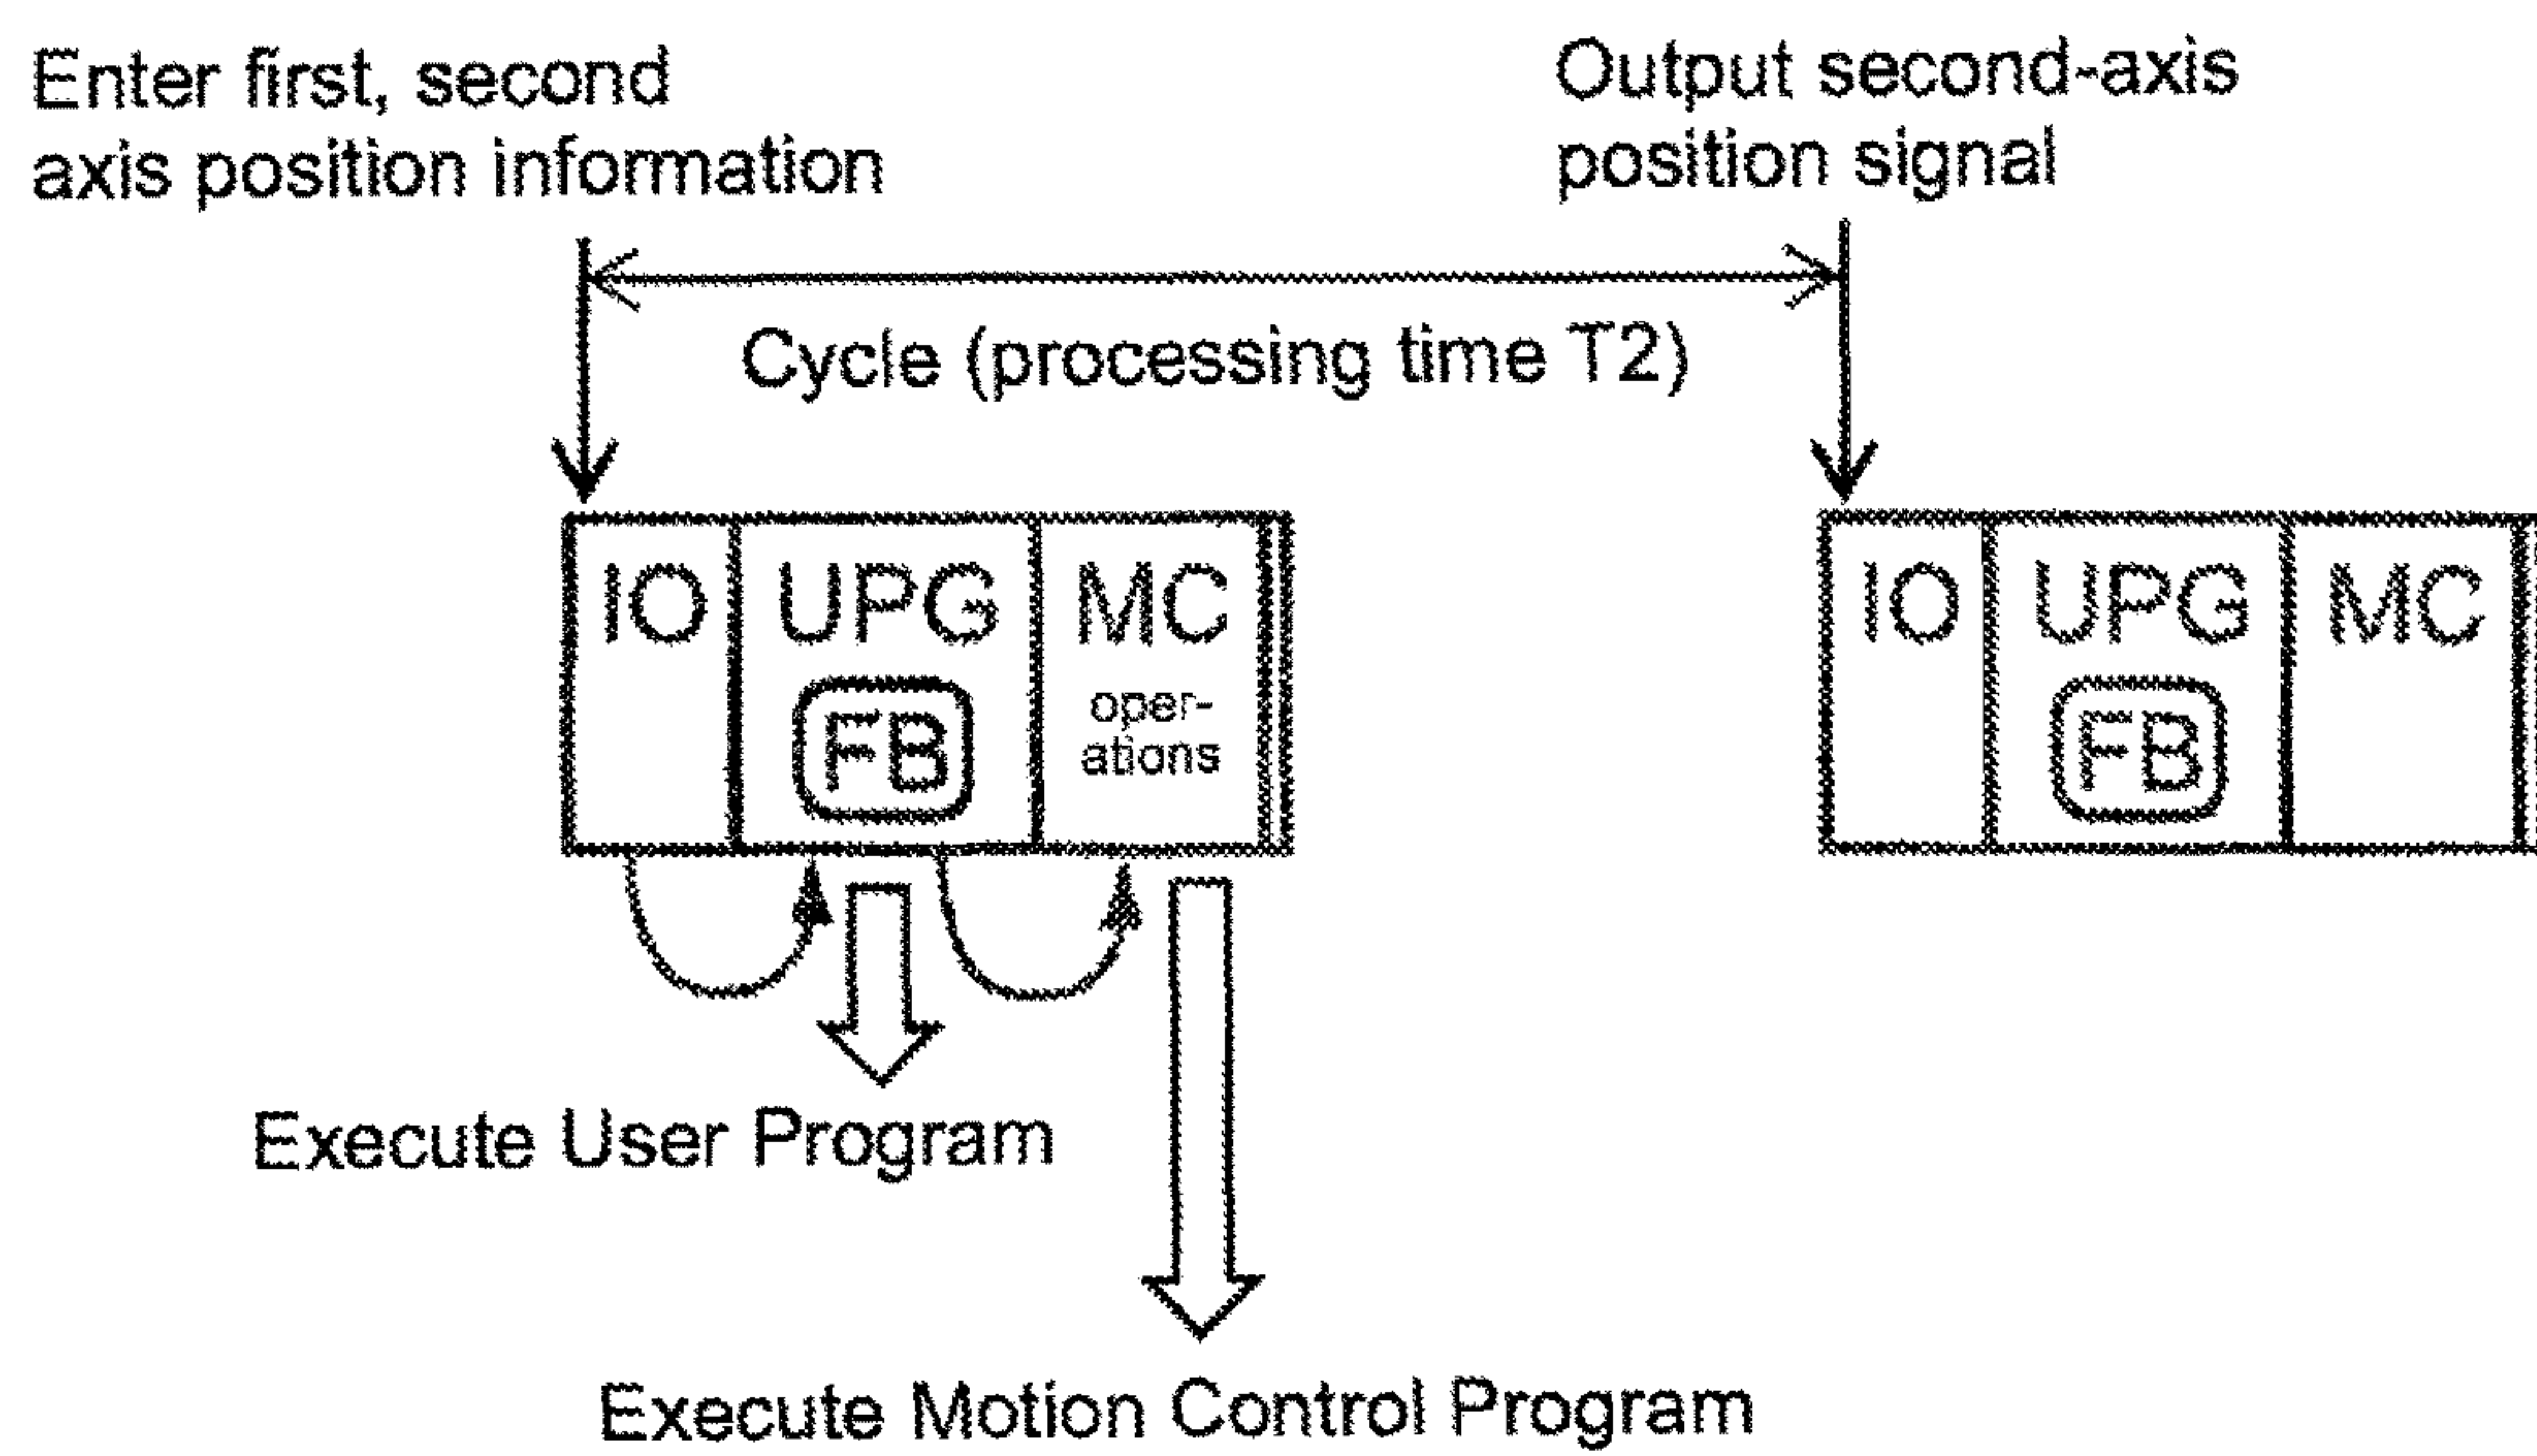 Enter first, second
axis position information
Output second-axis
position signal
Cycle (processing time T2)
IO UPG MC
FB
oper-
ations
IO UPG MC
FB
Execute User Program
Execute Motion Control Program